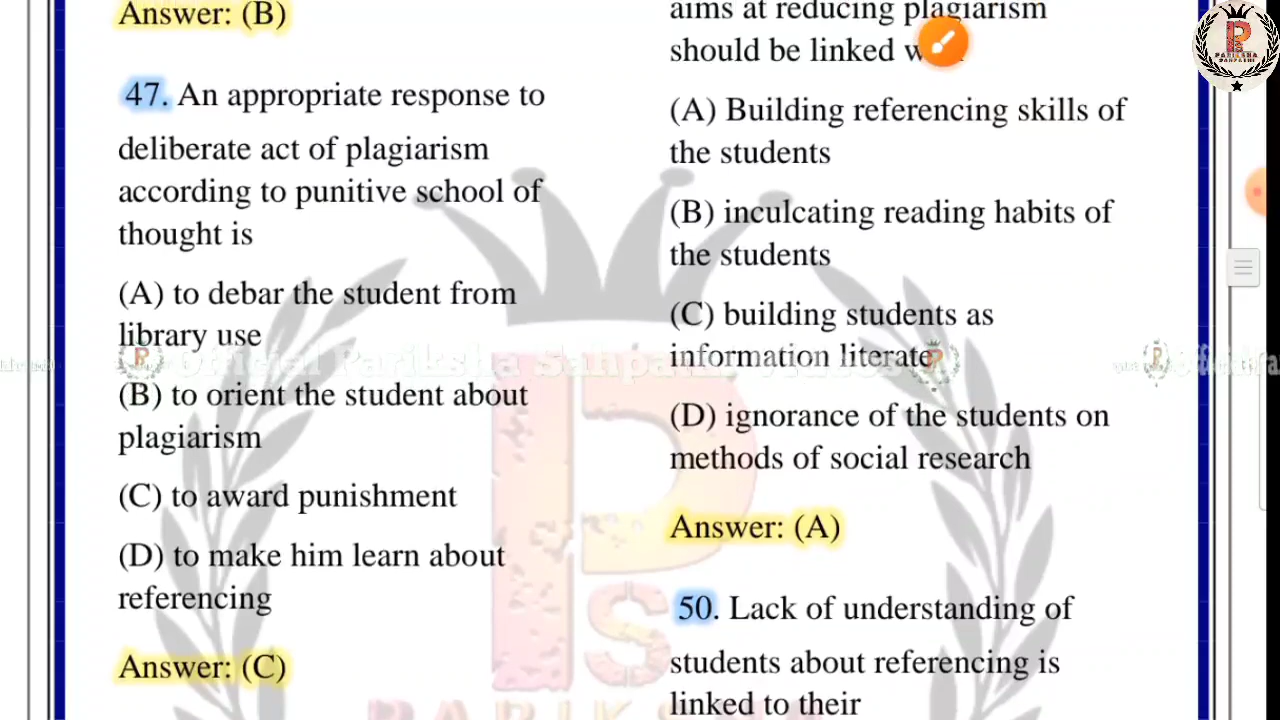 Answer: (B)
47. An appropriate response to
deliberate act of plagiarism
according to punitive school of
thought is
(A) to debar the student from
library use
(B) to orient the student about
plagiarism
(C) to award punishment
(D) to make him learn about
referencing
Answer: (C)
aims at reducing plagiarism
should be linked
(A) Building referencing skills of
the students
(B) inculcating reading habits of
the students
(C) building students as
information literate
(D) ignorance of the students on
methods of social research
Answer: (A)
50. Lack of understanding of
students about referencing is
linked to their
Official Pariksha Sahpathi
PARIKSHA